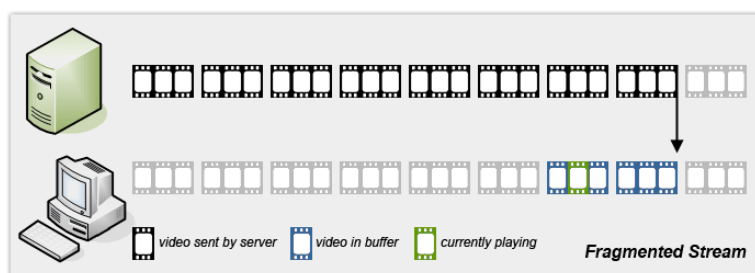 video sent by server
video in buffer
currently playing
Fragmented Stream